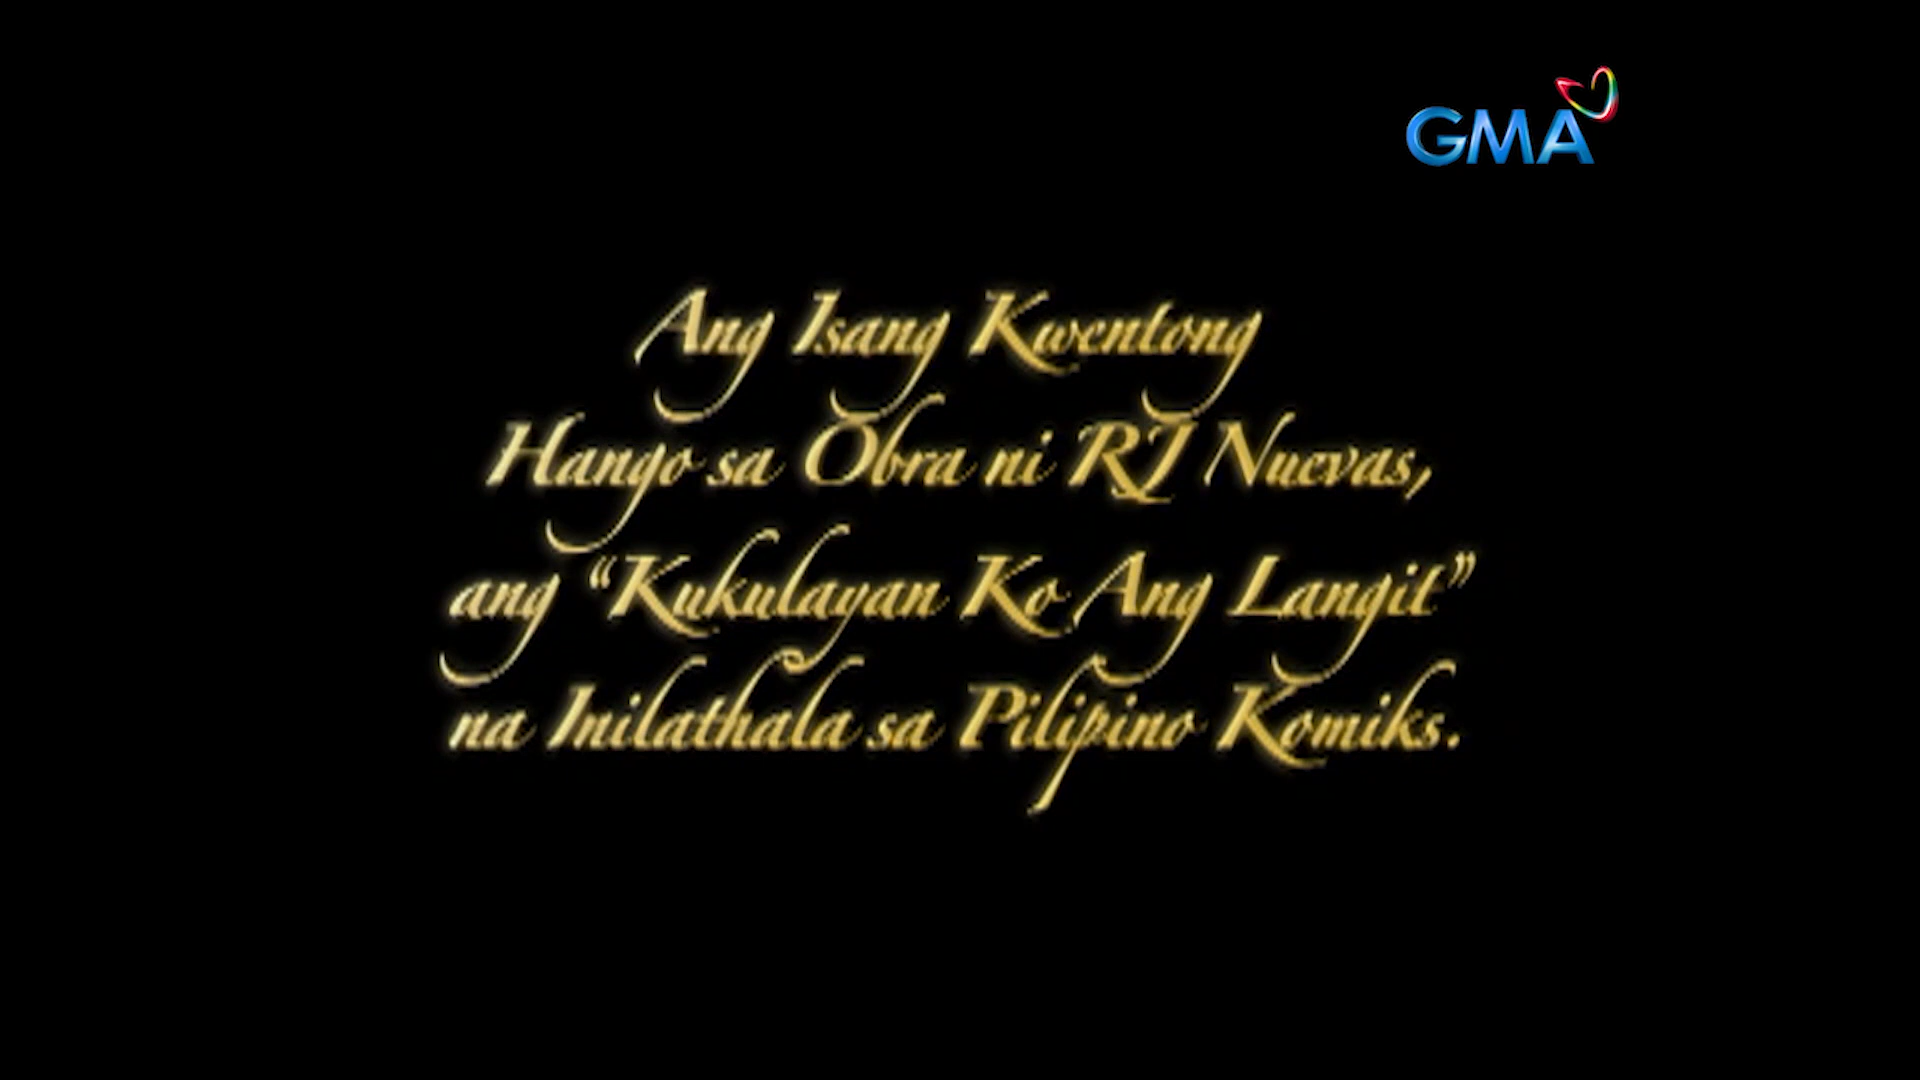 GMA
Ang Isang Kwentong
Hango sa Obra ni RJ Nuevas,
ang “Kukulayan Ko Ang Langit”
na Inilathala sa Pilipino Komiks.